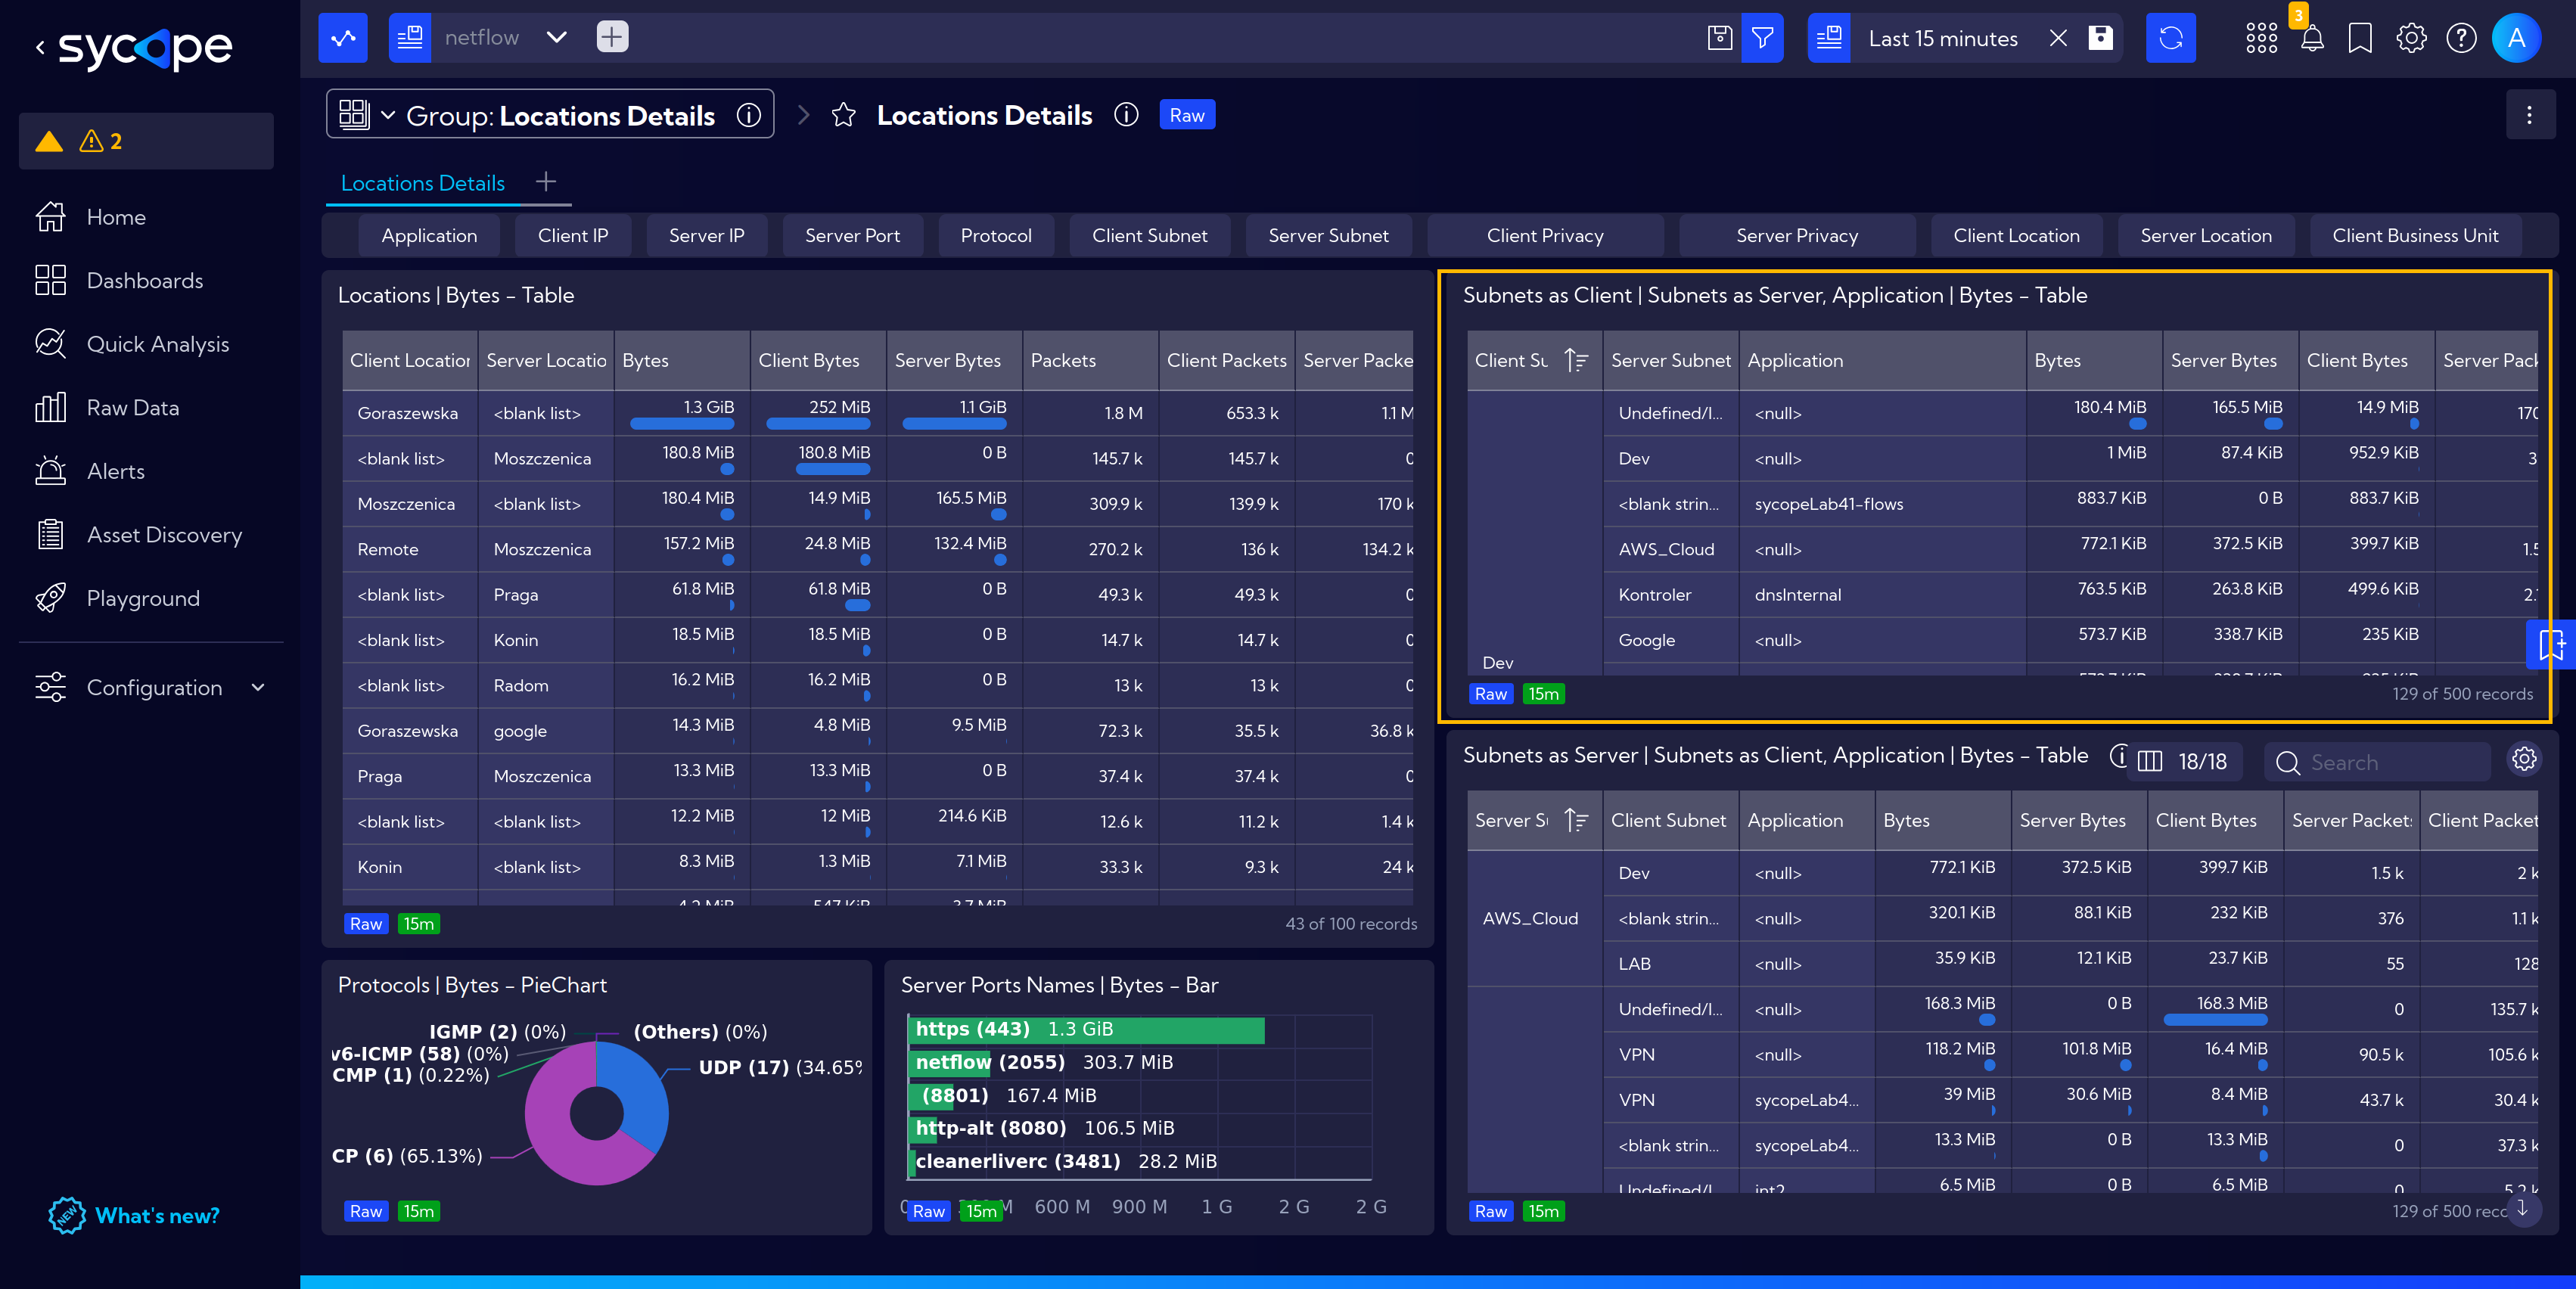 sycope
netflow
Last 15 minutes
3
A
2
Home
Dashboards
Quick Analysis
Raw Data
Alerts
Asset Discovery
Playground
Configuration
NEW What's new?
Group: Locations Details
Locations Details
Raw
Locations Details
Application Client IP Server IP Server Port Protocol Client Subnet Server Subnet Client Privacy Server Privacy Client Location Server Location Client Business Unit
Locations | Bytes - Table
Client Location Server Locatio Bytes Client Bytes Server Bytes Packets Client Packets Server Packe
Goraszewska <blank list> 1.3 GiB 252 MiB 1.1 GiB 1.8 M 653.3 k 1.1 M
<blank list> Moszczenica 180.8 MiB 180.8 MiB 0 B 145.7 k 145.7 k 0
Moszczenica <blank list> 180.4 MiB 14.9 MiB 165.5 MiB 309.9 k 139.9 k 170 k
Remote Moszczenica 157.2 MiB 24.8 MiB 132.4 MiB 270.2 k 136 k 134.2 k
<blank list> Praga 61.8 MiB 61.8 MiB 0 B 49.3 k 49.3 k 0
<blank list> Konin 18.5 MiB 18.5 MiB 0 B 14.7 k 14.7 k 0
<blank list> Radom 16.2 MiB 16.2 MiB 0 B 13 k 13 k 0
Goraszewska google 14.3 MiB 4.8 MiB 9.5 MiB 72.3 k 35.5 k 36.8 k
Praga Moszczenica 13.3 MiB 13.3 MiB 0 B 37.4 k 37.4 k 0
<blank list> <blank list> 12.2 MiB 12 MiB 214.6 KiB 12.6 k 11.2 k 1.4 k
Konin <blank list> 8.3 MiB 1.3 MiB 7.1 MiB 33.3 k 9.3 k 24 k
Raw 15m 43 of 100 records
Subnets as Client | Subnets as Server, Application | Bytes - Table
Client Su Server Subnet Application Bytes Server Bytes Client Bytes Server Pack
Undefined/I... <null> 180.4 MiB 165.5 MiB 14.9 MiB 170
Dev <null> 1 MiB 87.4 KiB 952.9 KiB 3
<blank strin... sycopeLab41-flows 883.7 KiB 0 B 883.7 KiB
AWS_Cloud <null> 772.1 KiB 372.5 KiB 399.7 KiB 1.5
Kontroler dnsInternal 763.5 KiB 263.8 KiB 499.6 KiB 2.
Google <null> 573.7 KiB 338.7 KiB 235 KiB
Dev
Raw 15m 129 of 500 records
Subnets as Server | Subnets as Client, Application | Bytes - Table 18/18 Search
Server Su Client Subnet Application Bytes Server Bytes Client Bytes Server Packets Client Packet
AWS_Cloud
Dev <null> 772.1 KiB 372.5 KiB 399.7 KiB 1.5 k 2 k
<blank strin... <null> 320.1 KiB 88.1 KiB 232 KiB 376 1.1 k
LAB <null> 35.9 KiB 12.1 KiB 23.7 KiB 55 128
Undefined/I... <null> 168.3 MiB 0 B 168.3 MiB 0 135.7 k
VPN <null> 118.2 MiB 101.8 MiB 16.4 MiB 90.5 k 105.6 k
VPN sycopeLab4... 39 MiB 30.6 MiB 8.4 MiB 43.7 k 30.4 k
<blank strin... sycopeLab4... 13.3 MiB 0 B 13.3 MiB 0 37.3 k
Undefined/I int2 6.5 MiB 0 B 6.5 MiB 0 5.2 k
Raw 15m 129 of 500 reco
Protocols | Bytes - PieChart
IGMP (2) (0%) (Others) (0%)
v6-ICMP (58) (0%)
CMP (1) (0.22%)
UDP (17) (34.65%
CP (6) (65.13%)
Raw 15m
Server Ports Names | Bytes - Bar
https (443) 1.3 GiB
netflow (2055) 303.7 MiB
(8801) 167.4 MiB
http-alt (8080) 106.5 MiB
cleanerliverc (3481) 28.2 MiB
600 M 900 M 1 G 2 G 2 G
Raw 15m